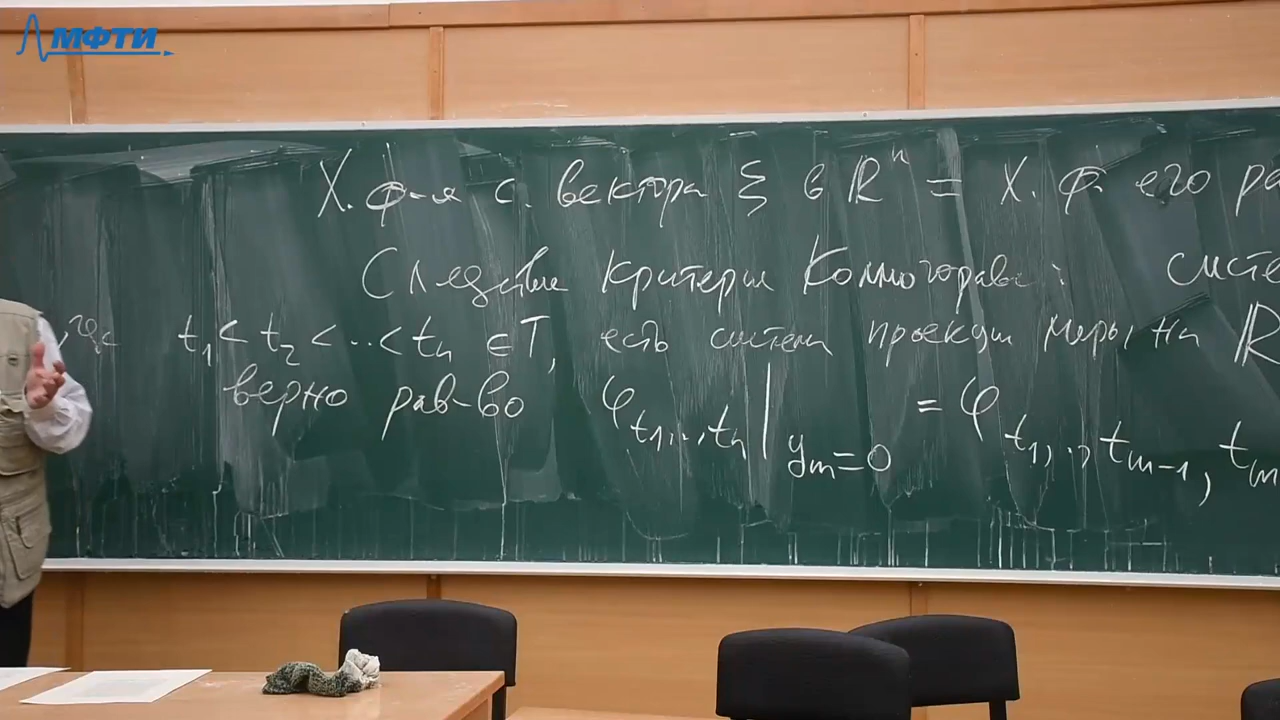 МФТИ
Х. ф-я с. вектора ξ в ℝⁿ = Х. ф. его ра
Следствие критерия Колмогорова: систе
, где t₁ < t₂ < ... < tₙ ∈ T, есть система проекций меры на ℝ
верно рав-во φ_{t₁,...,tₙ}|_{yₘ=0} = φ_{t₁,...,tₘ₋₁, tₘ